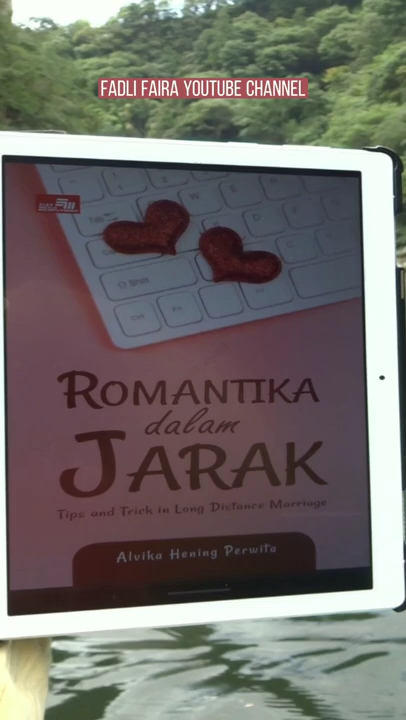 FADLI FAIRA YOUTUBE CHANNEL
ROMANTIKA
dalam
JARAK
Tips and Trick in Long Distance Marriage
Alvika Hening Perwita